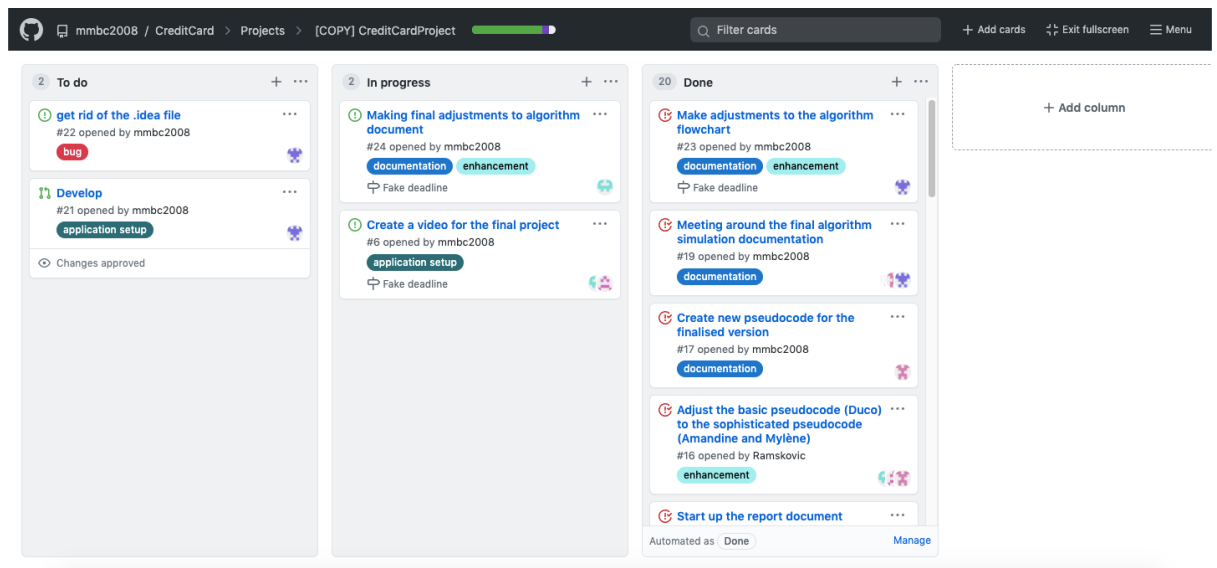 mmbc2008 / CreditCard > Projects > [COPY] CreditCardProject Filter cards + Add cards Exit fullscreen Menu
2 To do + ...
get rid of the .idea file ...
#22 opened by mmbc2008
bug
Develop ...
#21 opened by mmbc2008
application setup
Changes approved
2 In progress + ...
Making final adjustments to algorithm ...
document
#24 opened by mmbc2008
documentation enhancement
Fake deadline
Create a video for the final project ...
#6 opened by mmbc2008
application setup
Fake deadline
20 Done + ...
Make adjustments to the algorithm ...
flowchart
#23 opened by mmbc2008
documentation enhancement
Fake deadline
Meeting around the final algorithm ...
simulation documentation
#19 opened by mmbc2008
documentation
Create new pseudocode for the ...
finalised version
#17 opened by mmbc2008
documentation
Adjust the basic pseudocode (Duco) ...
to the sophisticated pseudocode
(Amandine and Mylène)
#16 opened by Ramskovic
enhancement
Start up the report document ...
Automated as Done Manage
+ Add column